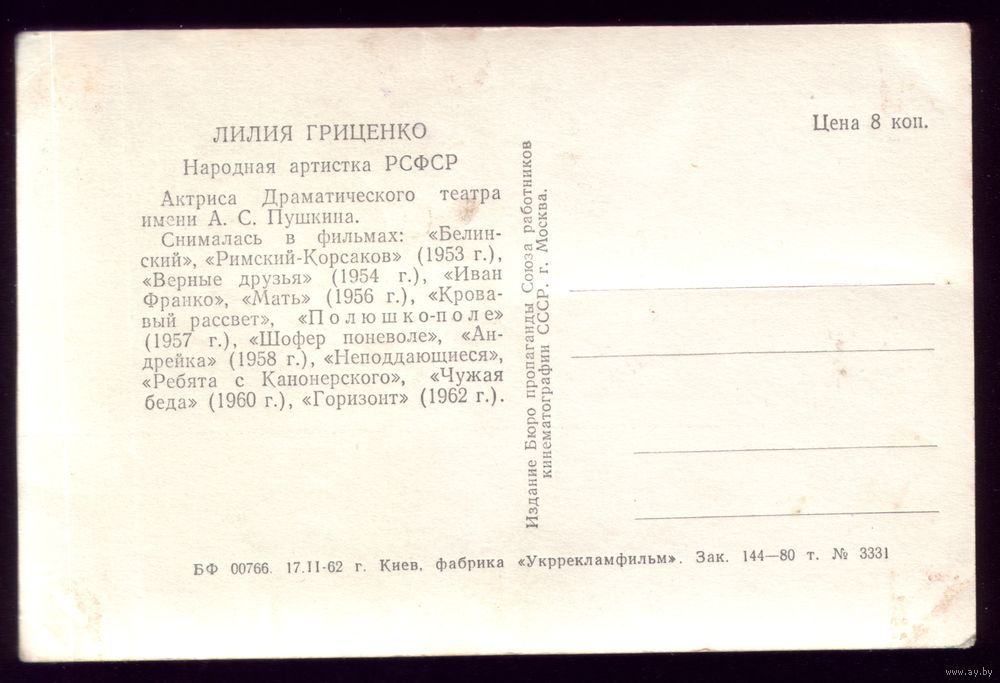 ЛИЛИЯ ГРИЦЕНКО
Народная артистка РСФСР
Актриса Драматического театра
имени А. С. Пушкина.
Снималась в фильмах: «Белин-
ский», «Римский-Корсаков» (1953 г.),
«Верные друзья» (1954 г.), «Иван
Франко», «Мать» (1956 г.), «Крова-
вый рассвет», «Полюшко-поле»
(1957 г.), «Шофер поневоле», «Ан-
дрейка» (1958 г.), «Неподдающиеся»,
«Ребята с Канонерского», «Чужая
беда» (1960 г.), «Горизонт» (1962 г.).
Издание Бюро пропаганды Союза работников
кинематографии СССР. г. Москва.
Цена 8 коп.
БФ 00766. 17.II-62 г. Киев, фабрика «Укррекламфильм». Зак. 144—80 т. № 3331
www.ay.by